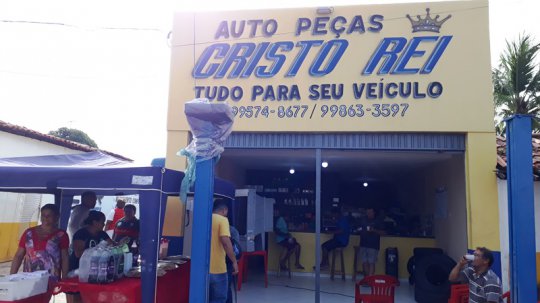 AUTO PEÇAS
CRISTO REI
TUDO PARA SEU VEÍCULO
99574-8677 / 99863-3597